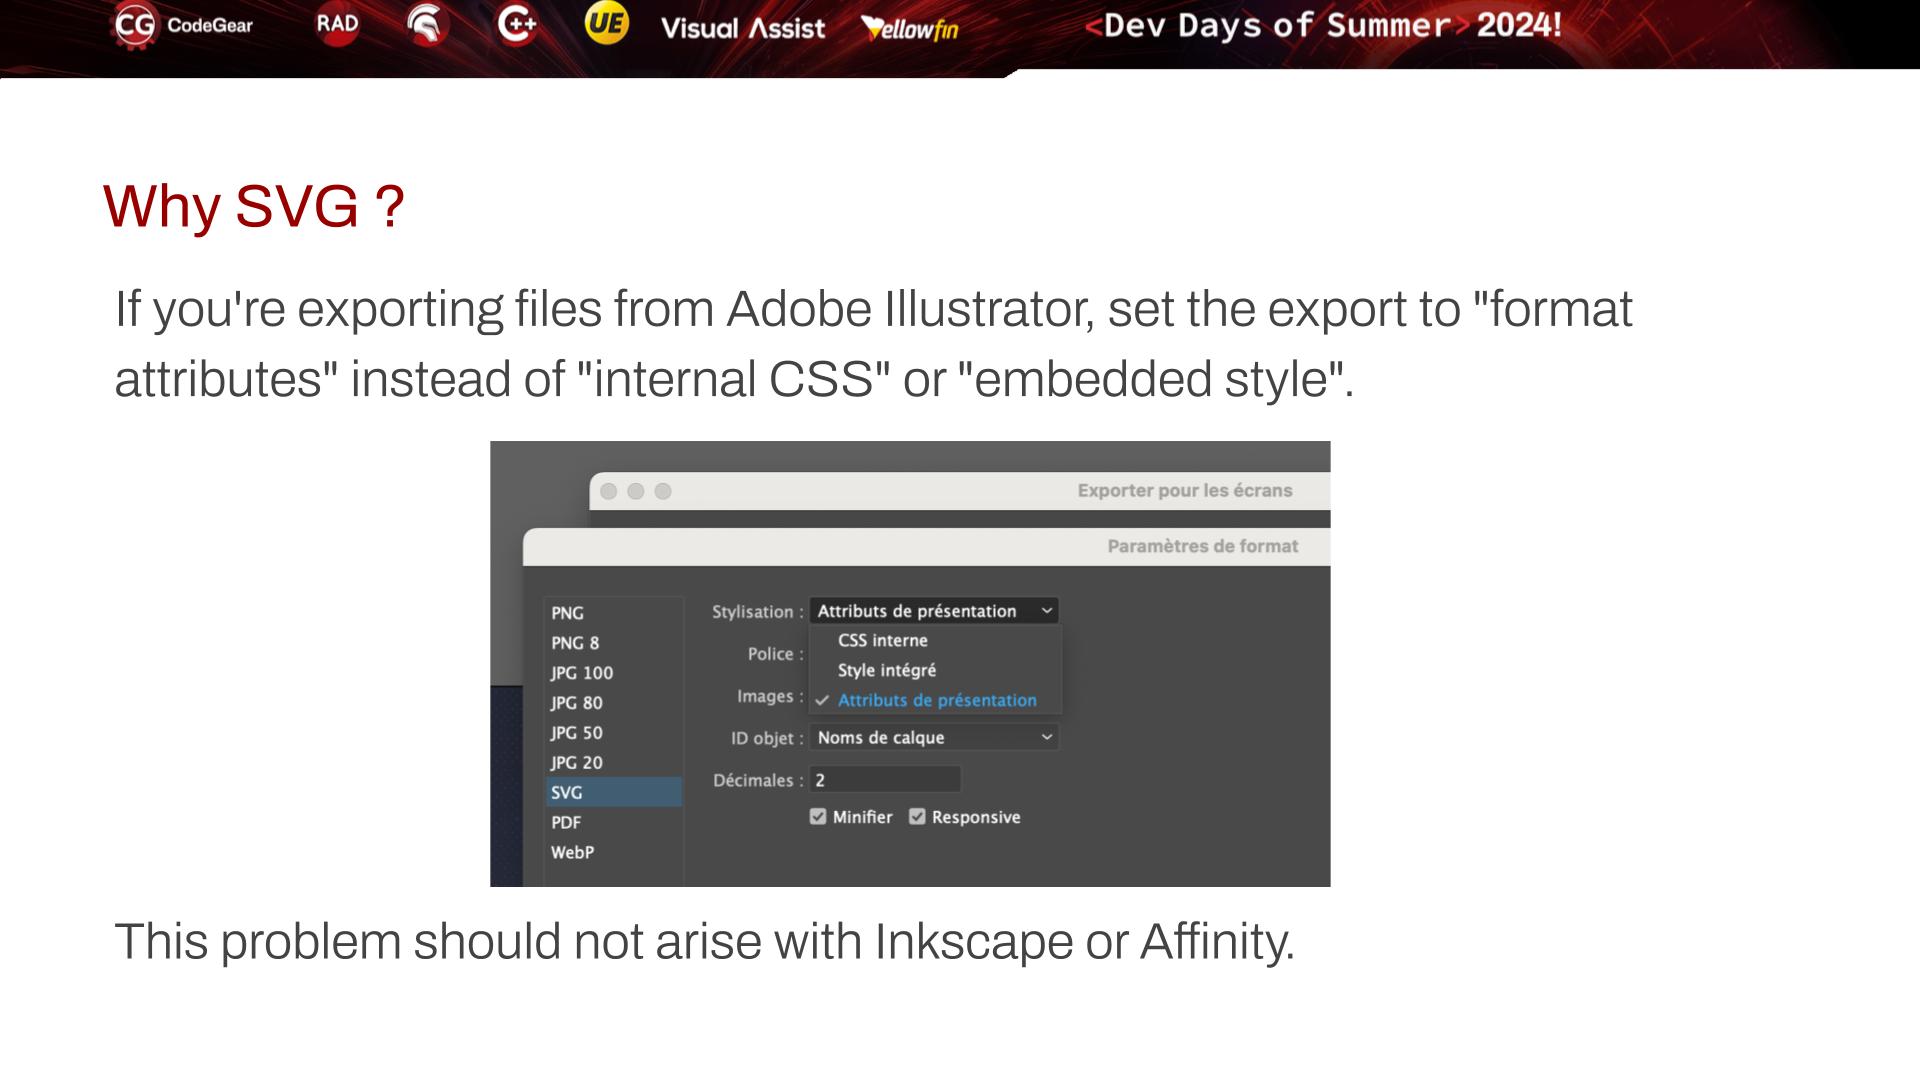 CG CodeGear RAD C++ UE Visual Assist Yellowfin <Dev Days of Summer> 2024!
Why SVG ?
If you're exporting files from Adobe Illustrator, set the export to "format
attributes" instead of "internal CSS" or "embedded style".
Exporter pour les écrans
Paramètres de format
PNG
PNG 8
JPG 100
JPG 80
JPG 50
JPG 20
SVG
PDF
WebP
Stylisation : Attributs de présentation
CSS interne
Police :
Style intégré
Images :
Attributs de présentation
ID objet : Noms de calque
Décimales : 2
Minifier Responsive
This problem should not arise with Inkscape or Affinity.